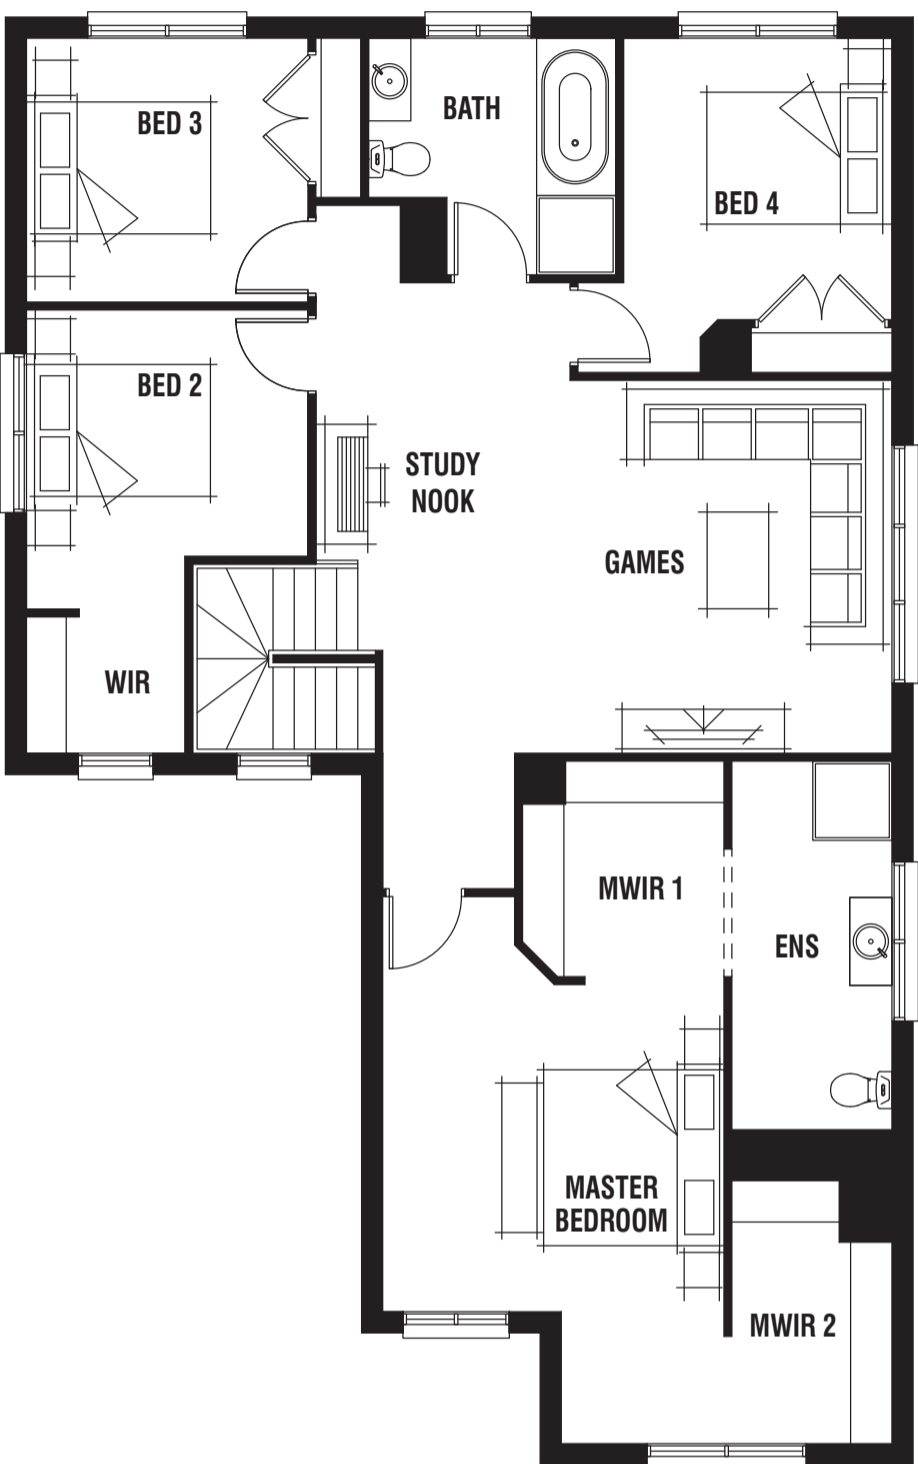 BED 3
BATH
BED 4
BED 2
STUDY
NOOK
GAMES
WIR
MWIR 1
ENS
MASTER
BEDROOM
MWIR 2